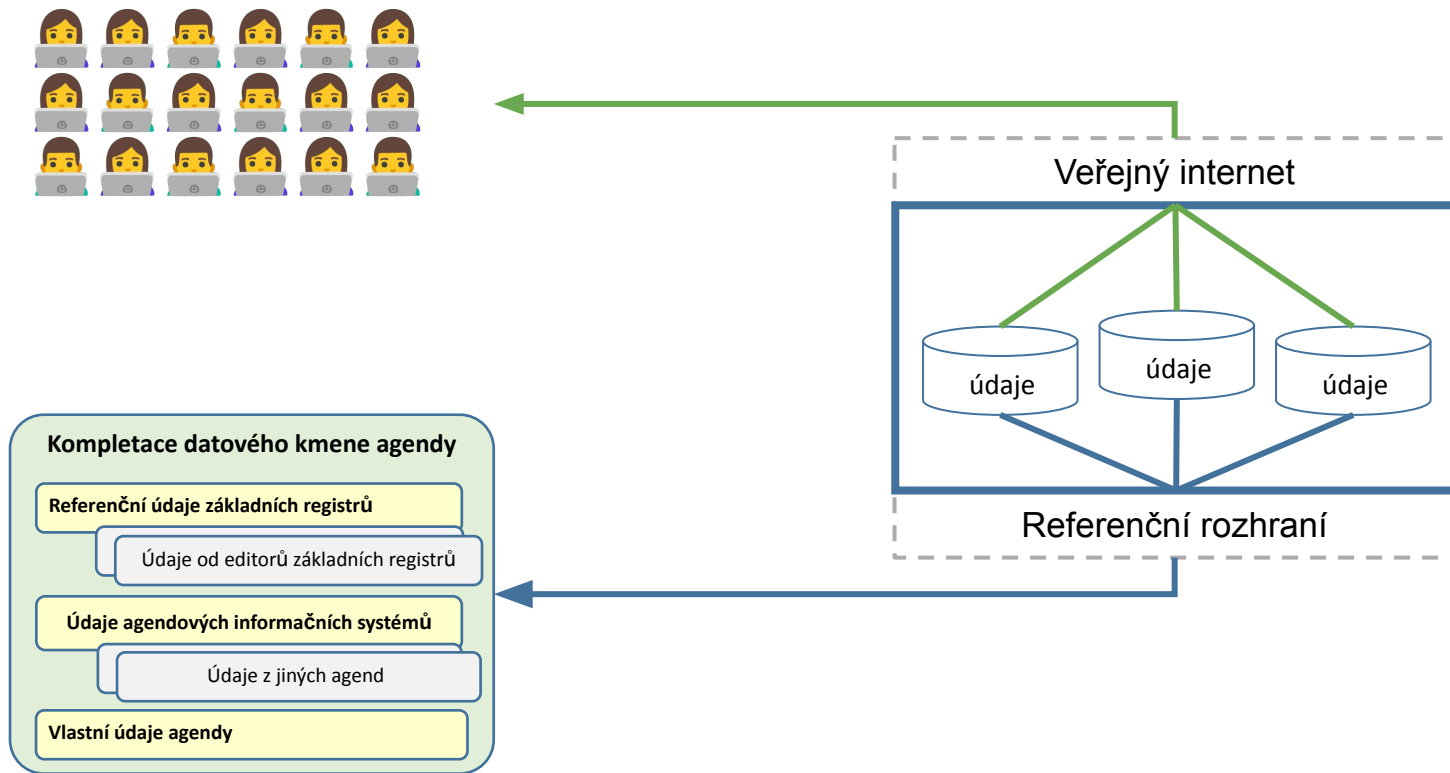 Veřejný internet
údaje
údaje
údaje
Referenční rozhraní
Kompletace datového kmene agendy
Referenční údaje základních registrů
Údaje od editorů základních registrů
Údaje agendových informačních systémů
Údaje z jiných agend
Vlastní údaje agendy